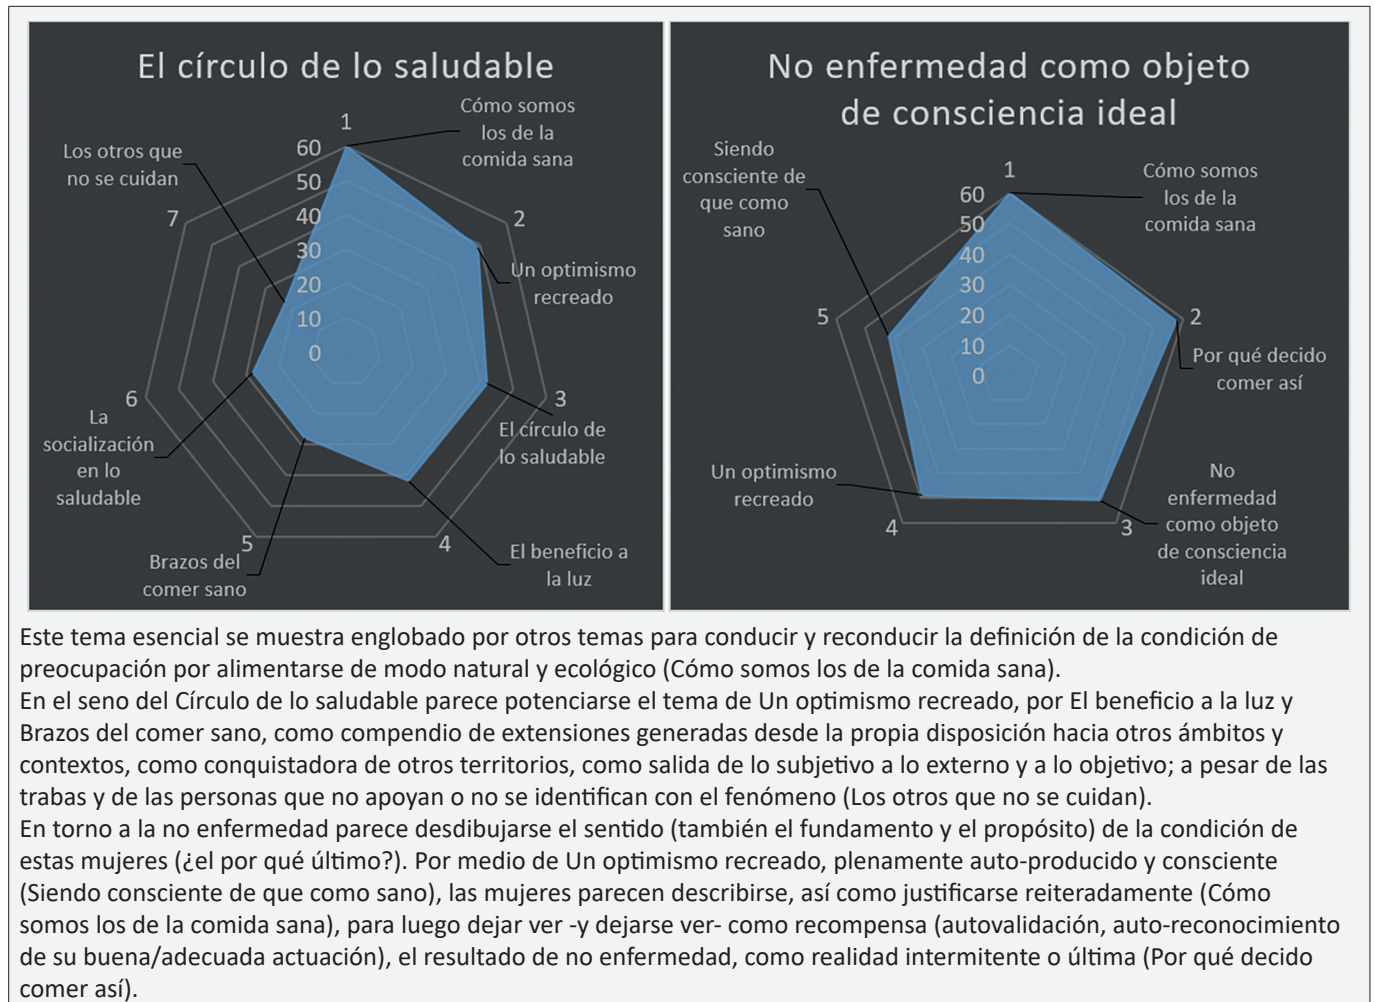 El círculo de lo saludable
1
Cómo somos
los de la
comida sana
Los otros que
no se cuidan
60
50
40
30
20
10
0
7
2
Un optimismo
recreado
6
3
La
socialización
en lo
saludable
El círculo de
lo saludable
5
4
Brazos del
comer sano
El beneficio a
la luz
No enfermedad como objeto
de consciencia ideal
Siendo
consciente de
que como
sano
1
Cómo somos
los de la
comida sana
60
50
40
30
20
10
0
5
2
Por qué decido
comer así
Un optimismo
recreado
No
enfermedad
como objeto
de consciencia
ideal
4
3
Este tema esencial se muestra englobado por otros temas para conducir y reconducir la definición de la condición de
preocupación por alimentarse de modo natural y ecológico (Cómo somos los de la comida sana).
En el seno del Círculo de lo saludable parece potenciarse el tema de Un optimismo recreado, por El beneficio a la luz y
Brazos del comer sano, como compendio de extensiones generadas desde la propia disposición hacia otros ámbitos y
contextos, como conquistadora de otros territorios, como salida de lo subjetivo a lo externo y a lo objetivo; a pesar de las
trabas y de las personas que no apoyan o no se identifican con el fenómeno (Los otros que no se cuidan).
En torno a la no enfermedad parece desdibujarse el sentido (también el fundamento y el propósito) de la condición de
estas mujeres (¿el por qué último?). Por medio de Un optimismo recreado, plenamente auto-producido y consciente
(Siendo consciente de que como sano), las mujeres parecen describirse, así como justificarse reiteradamente (Cómo
somos los de la comida sana), para luego dejar ver -y dejarse ver- como recompensa (autovalidación, auto-reconocimiento
de su buena/adecuada actuación), el resultado de no enfermedad, como realidad intermitente o última (Por qué decido
comer así).